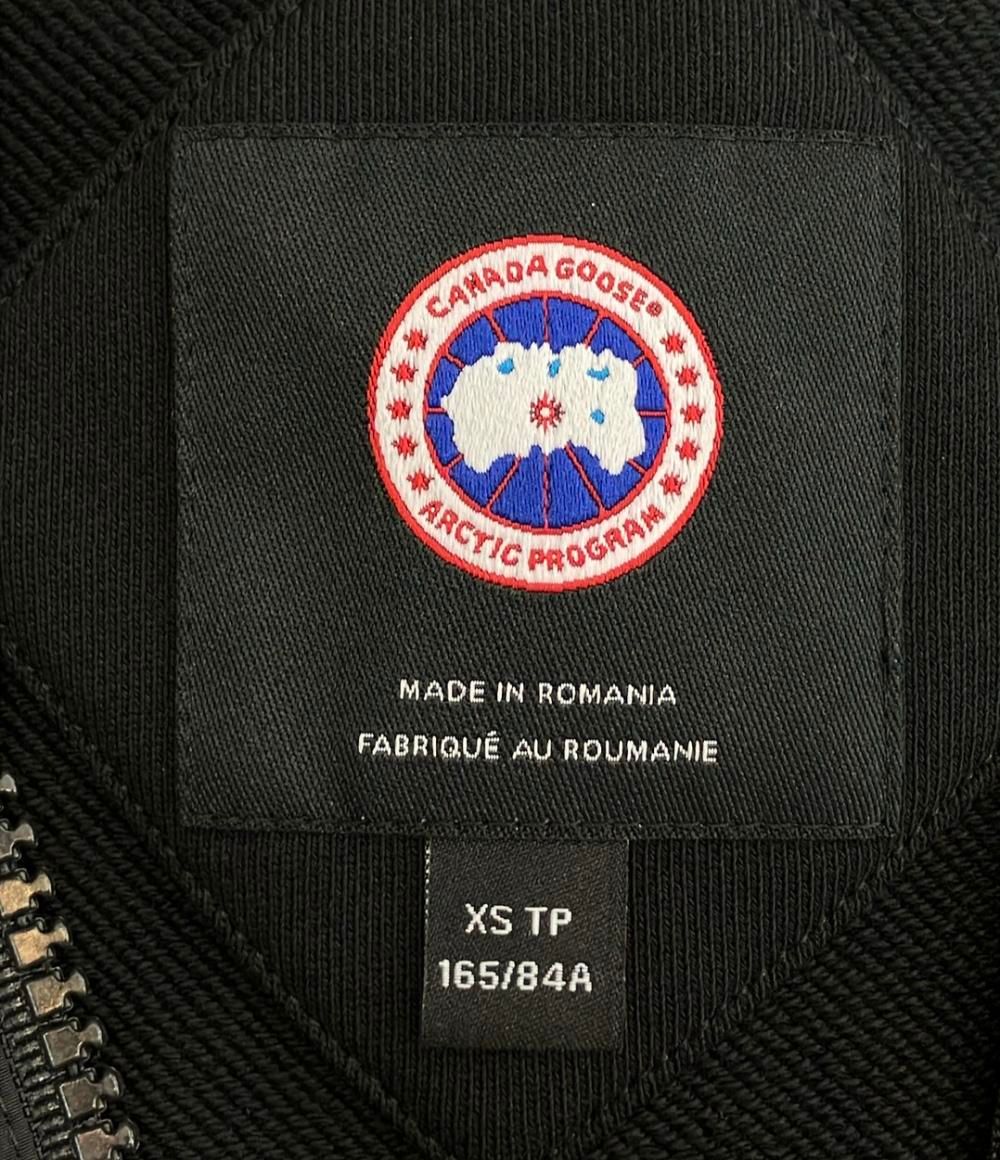 CANADA GOOSE®
ARCTIC PROGRAM
MADE IN ROMANIA
FABRIQUÉ AU ROUMANIE
XS TP
165/84A